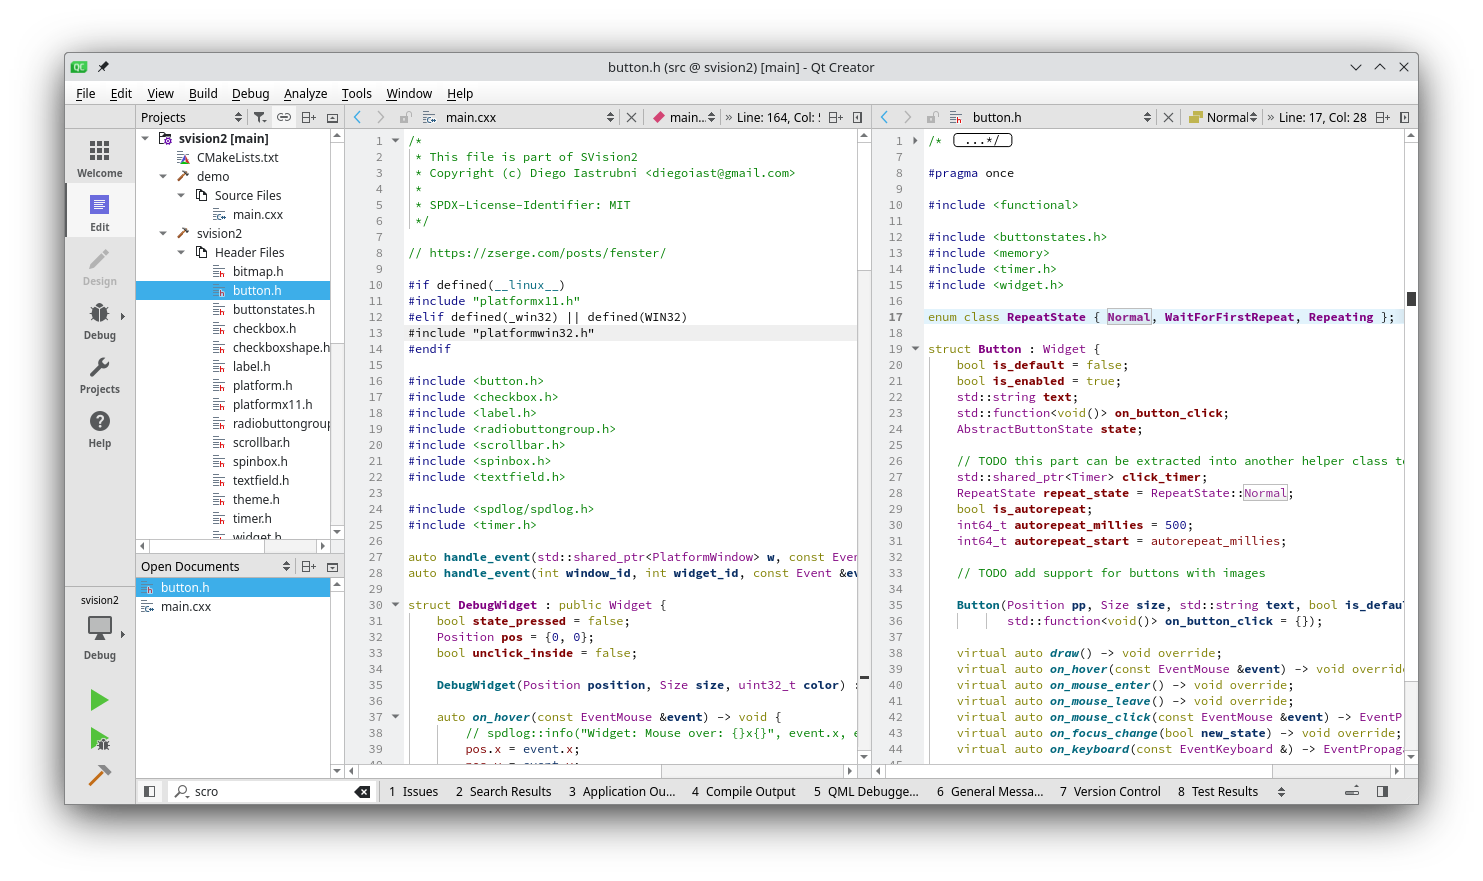 button.h (src @ svision2) [main] - Qt Creator
File Edit View Build Debug Analyze Tools Window Help
Projects
main.cxx
main...
» Line: 164, Col:
button.h
Normal
» Line: 17, Col: 28
Welcome
Edit
Design
Debug
Projects
Help
svision2
Debug
svision2 [main]
CMakeLists.txt
demo
Source Files
main.cxx
svision2
Header Files
bitmap.h
button.h
buttonstates.h
checkbox.h
checkboxshape.h
label.h
platform.h
platformx11.h
radiobuttongroup
scrollbar.h
spinbox.h
textfield.h
theme.h
timer.h
widget.h
Open Documents
button.h
main.cxx
1 /*
2 * This file is part of SVision2
3 * Copyright (c) Diego Iastrubni <diegoiast@gmail.com>
4 *
5 * SPDX-License-Identifier: MIT
6 */
7
8 // https://zserge.com/posts/fenster/
9
10 #if defined(__linux__)
11 #include "platformx11.h"
12 #elif defined(_win32) || defined(WIN32)
13 #include "platformwin32.h"
14 #endif
15
16 #include <button.h>
17 #include <checkbox.h>
18 #include <label.h>
19 #include <radiobuttongroup.h>
20 #include <scrollbar.h>
21 #include <spinbox.h>
22 #include <textfield.h>
23
24 #include <spdlog/spdlog.h>
25 #include <timer.h>
26
27 auto handle_event(std::shared_ptr<PlatformWindow> w, const Even
28 auto handle_event(int window_id, int widget_id, const Event &ev
29
30 struct DebugWidget : public Widget {
31 bool state_pressed = false;
32 Position pos = {0, 0};
33 bool unclick_inside = false;
34
35 DebugWidget(Position position, Size size, uint32_t color) :
36
37 auto on_hover(const EventMouse &event) -> void {
38 // spdlog::info("Widget: Mouse over: {}x{}", event.x, e
39 pos.x = event.x;
40 pos.y = event.y;
1 /* ...*/
7
8 #pragma once
9
10 #include <functional>
11
12 #include <buttonstates.h>
13 #include <memory>
14 #include <timer.h>
15 #include <widget.h>
16
17 enum class RepeatState { Normal, WaitForFirstRepeat, Repeating };
18
19 struct Button : Widget {
20 bool is_default = false;
21 bool is_enabled = true;
22 std::string text;
23 std::function<void()> on_button_click;
24 AbstractButtonState state;
25
26 // TODO this part can be extracted into another helper class to
27 std::shared_ptr<Timer> click_timer;
28 RepeatState repeat_state = RepeatState::Normal;
29 bool is_autorepeat;
30 int64_t autorepeat_millies = 500;
31 int64_t autorepeat_start = autorepeat_millies;
32
33 // TODO add support for buttons with images
34
35 Button(Position pp, Size size, std::string text, bool is_defau
36 std::function<void()> on_button_click = {});
37
38 virtual auto draw() -> void override;
39 virtual auto on_hover(const EventMouse &event) -> void overrid
40 virtual auto on_mouse_enter() -> void override;
41 virtual auto on_mouse_leave() -> void override;
42 virtual auto on_mouse_click(const EventMouse &event) -> EventP
43 virtual auto on_focus_change(bool new_state) -> void override;
44 virtual auto on_keyboard(const EventKeyboard &) -> EventPropag
45
scro
1 Issues 2 Search Results 3 Application Ou... 4 Compile Output 5 QML Debugge... 6 General Messa... 7 Version Control 8 Test Results